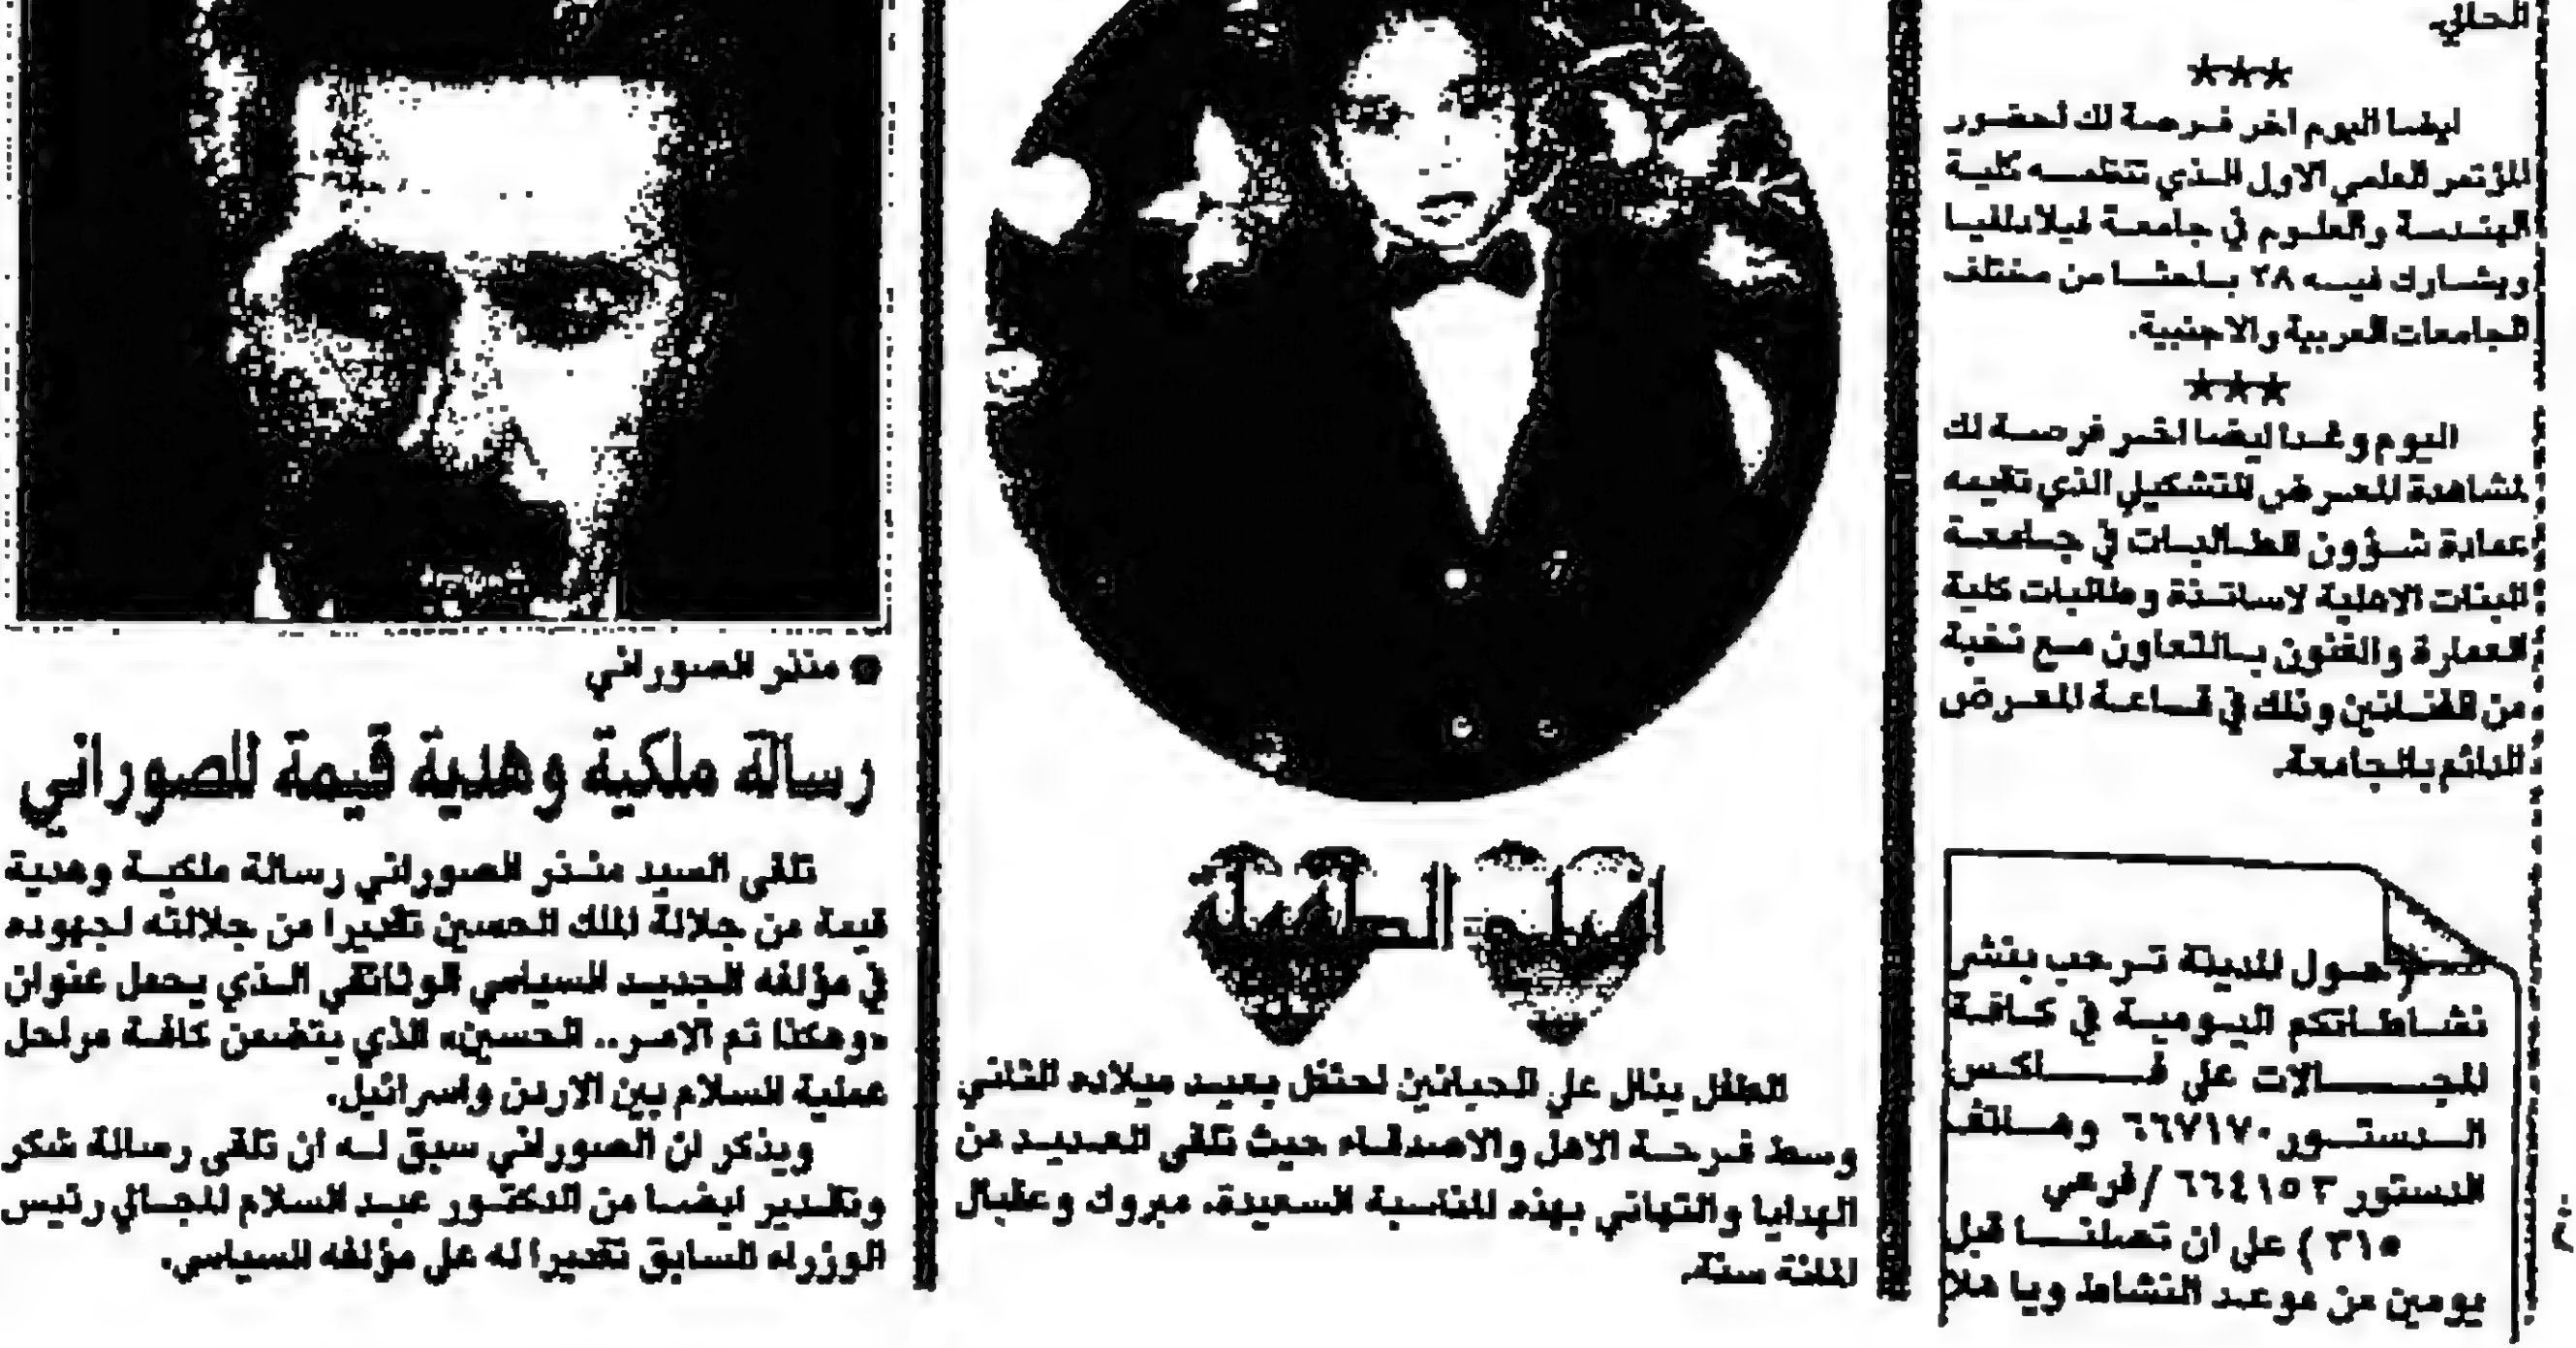 الحالي.
***
ايضا اليوم اخر فرصة لك لحضور
المؤتمر العلمي الاول الذي تنظمه كلية
الهندسة والعلوم في جامعة فيلادلفيا
ويشارك فيه ٢٨ باحثا من مختلف
الجامعات العربية والاجنبية.
***
اليوم وغدا ايضا اخر فرصة لك
لمشاهدة المعرض التشكيلي الذي تقيمه
عمادة شؤون الطالبات في جامعة
البنات الاهلية لاساتذة وطالبات كلية
العمارة والفنون بالتعاون مع نخبة
من الفنانين وذلك في قاعة المعرض
الدائم بالجامعة.
حول المدينة ترحب بنشر
نشاطاتكم اليومية في كافة
المجالات على فاكس
الدستور ٦٦٧١٧٠ وهاتف
الدستور ٦٦٤١٥٣ /فرعي
٣١٥) على ان تصلنا قبل
يومين من موعد النشاط ويا هلا
الطفل ينال علي الحياني احتفل بعيد ميلاده الثاني
وسط فرحة الاهل والاصدقاء حيث تلقى العديد من
الهدايا والتهاني بهذه المناسبة السعيدة. مبروك وعقبال
المائة سنة.
● منذر الصوراني
رسالة ملكية وهدية قيمة للصوراني
تلقى السيد منذر الصوراني رسالة ملكية وهدية
قيمة من جلالة الملك الحسين تقديرا من جلالته لجهوده
في مؤلفه الجديد السياسي الوثائقي الذي يحمل عنوان
«وهكذا تم الامر.. الحسين» الذي يتضمن كافة مراحل
عملية السلام بين الاردن واسرائيل.
ويذكر ان الصوراني سبق له ان تلقى رسالة شكر
وتقدير ايضا من الدكتور عبد السلام المجالي رئيس
الوزراء السابق تقديرا له على مؤلفه السياسي.